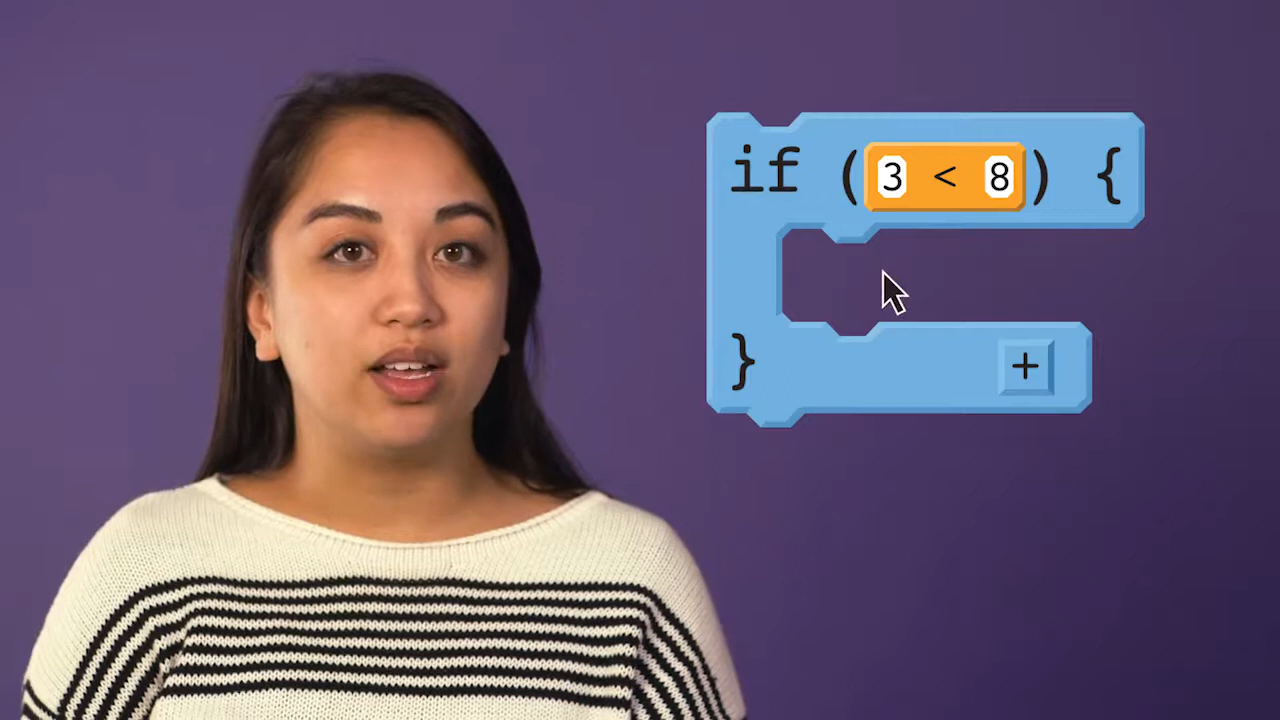 if (3 < 8) {
}
+